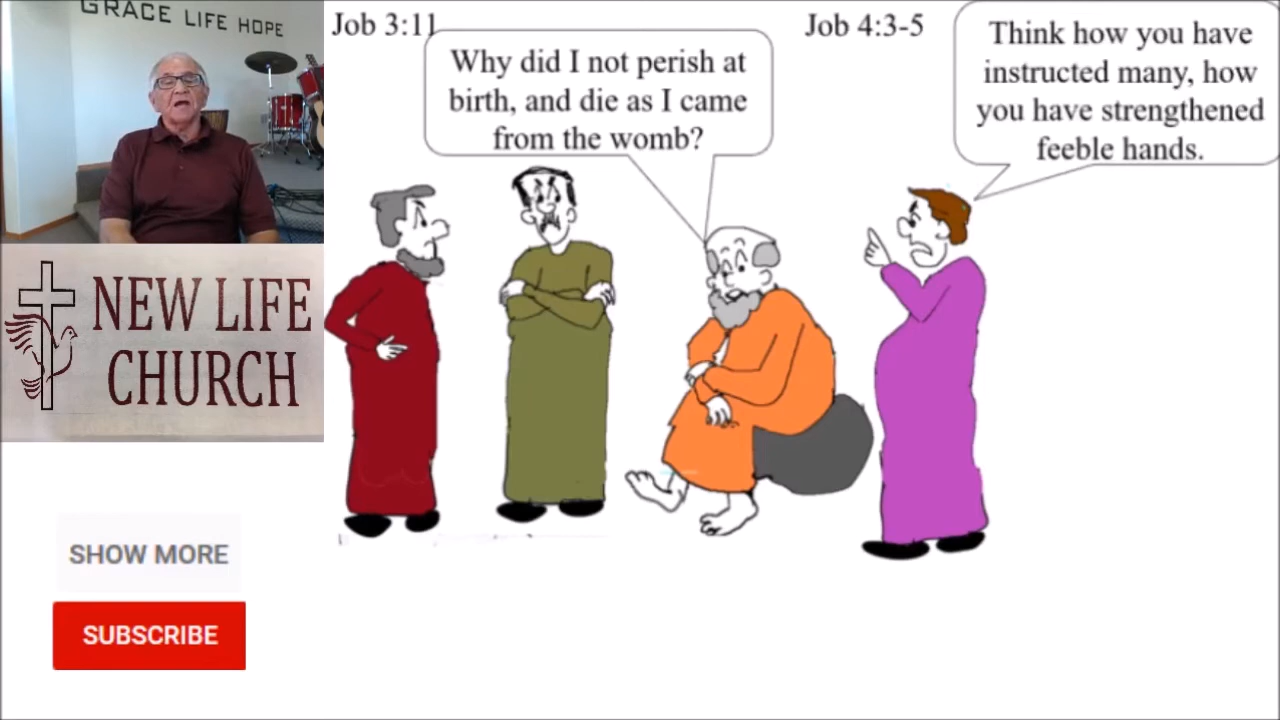 GRACE LIFE HOPE
NEW LIFE
CHURCH
SHOW MORE
SUBSCRIBE
Job 3:11
Why did I not perish at
birth, and die as I came
from the womb?
Job 4:3-5
Think how you have
instructed many, how
you have strengthened
feeble hands.